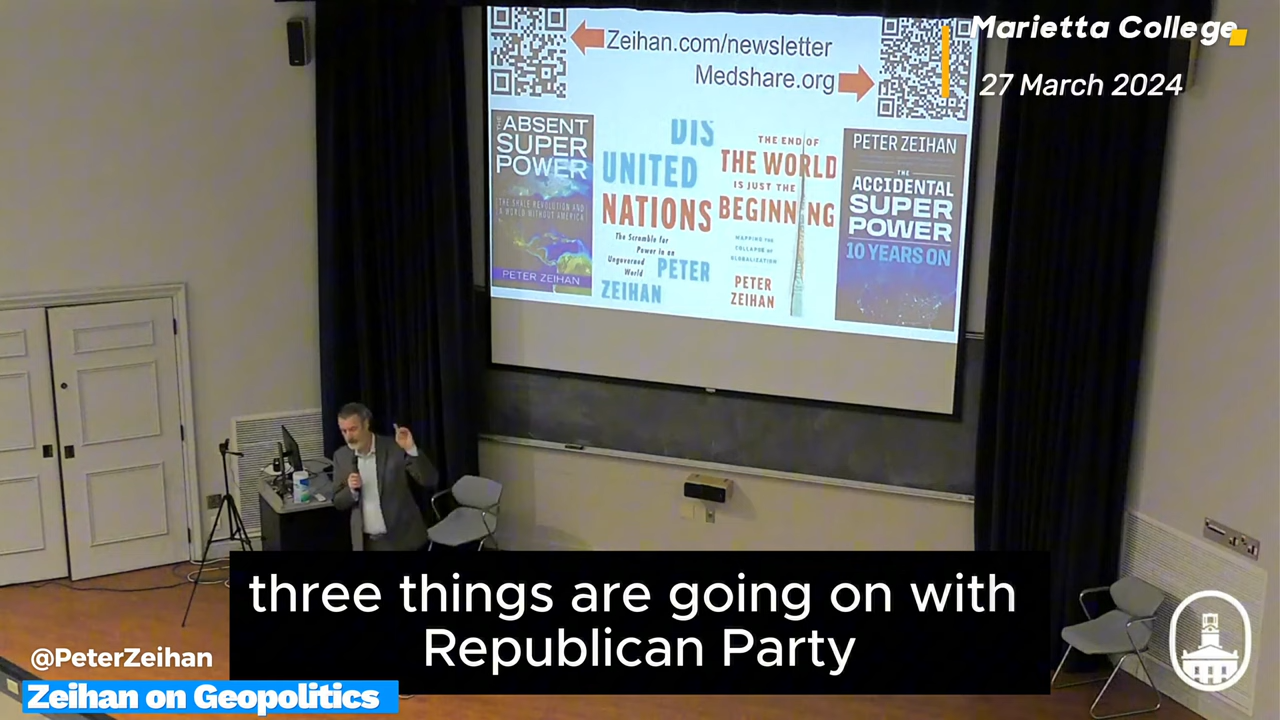 Marietta College
27 March 2024
Zeihan.com/newsletter
Medshare.org
THE
ABSENT
SUPER
POWER
THE SHALE REVOLUTION AND
A WORLD WITHOUT AMERICA
PETER ZEIHAN
DIS
UNITED
NATIONS
The Scramble for
Power in an
Ungoverned
World
PETER
ZEIHAN
THE END OF
THE WORLD
IS JUST THE
BEGINNING
MAPPING THE
COLLAPSE OF
GLOBALIZATION
PETER
ZEIHAN
PETER ZEIHAN
THE
ACCIDENTAL
SUPER
POWER
10 YEARS ON
three things are going on with
Republican Party
@PeterZeihan
Zeihan on Geopolitics